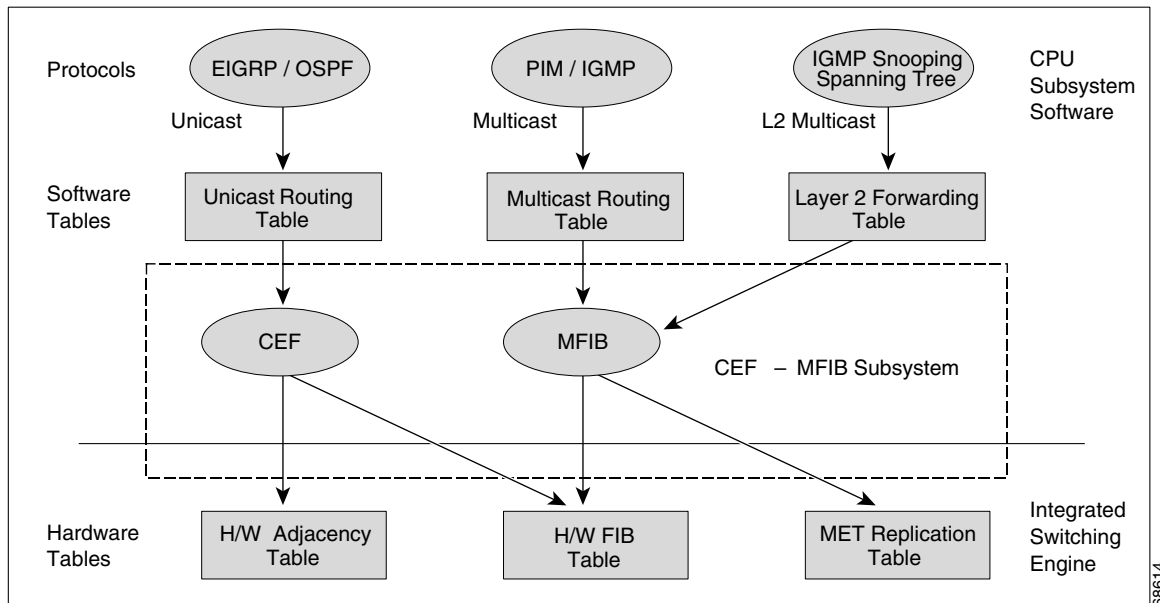 Protocols
EIGRP / OSPF
PIM / IGMP
IGMP Snooping
Spanning Tree
CPU
Subsystem
Software
Unicast
Multicast
L2 Multicast
Software
Tables
Unicast Routing
Table
Multicast Routing
Table
Layer 2 Forwarding
Table
CEF
MFIB
CEF – MFIB Subsystem
Hardware
Tables
H/W Adjacency
Table
H/W FIB
Table
MET Replication
Table
Integrated
Switching
Engine
68614